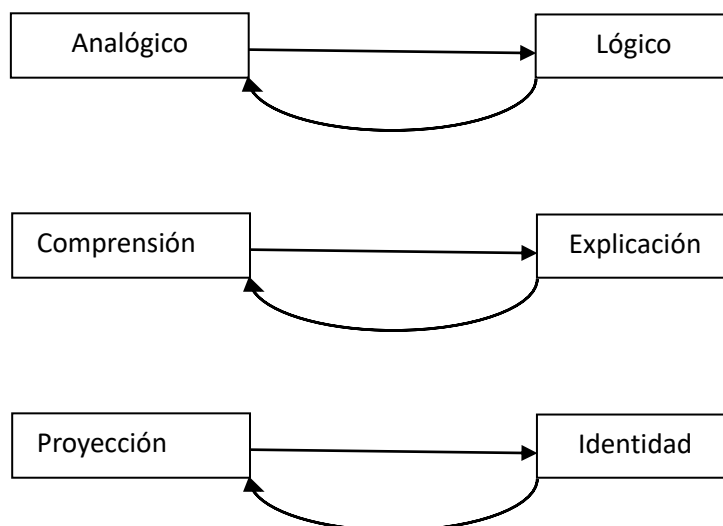 Analógico
Lógico
Comprensión
Explicación
Proyección
Identidad